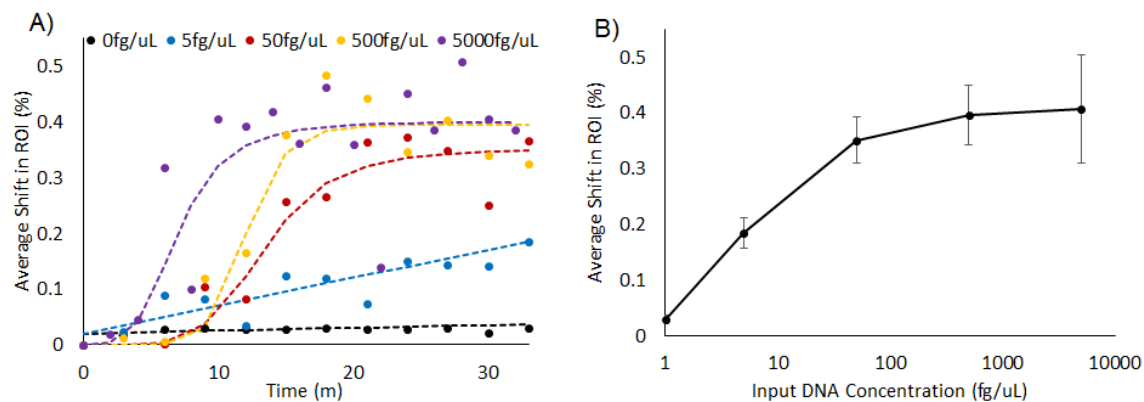 A)
0fg/uL 5fg/uL 50fg/uL 500fg/uL 5000fg/uL
0.5
0.4
0.3
0.2
0.1
0
0 10 20 30
Time (m)
Average Shift in ROI (%)
B)
0.5
0.4
0.3
0.2
0.1
0
1 10 100 1000 10000
Input DNA Concentration (fg/uL)
Average Shift in ROI (%)